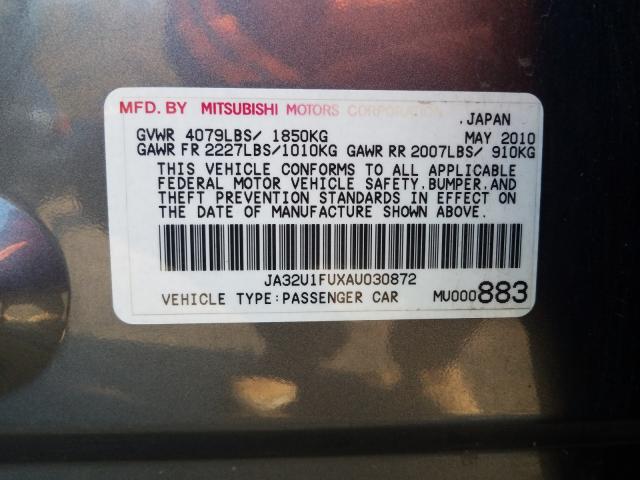 MFD. BY MITSUBISHI MOTORS CORPORATION
.JAPAN
GVWR 4079LBS/ 1850KG MAY 2010
GAWR FR 2227LBS/1010KG GAWR RR 2007LBS/ 910KG
THIS VEHICLE CONFORMS TO ALL APPLICABLE
FEDERAL MOTOR VEHICLE SAFETY,BUMPER,AND
THEFT PREVENTION STANDARDS IN EFFECT ON
THE DATE OF MANUFACTURE SHOWN ABOVE.
JA32U1FUXAU030872
VEHICLE TYPE:PASSENGER CAR MU000883